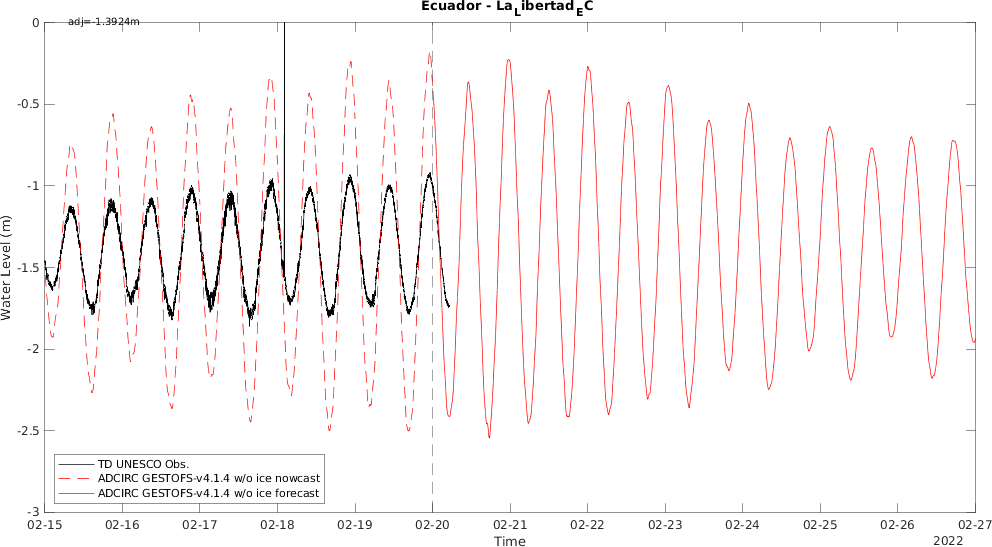 Ecuador - LaLibertadEC
adj=-1.3924m
0
-0.5
-1
-1.5
-2
-2.5
-3
Water Level (m)
TD UNESCO Obs.
ADCIRC GESTOFS-v4.1.4 w/o ice nowcast
ADCIRC GESTOFS-v4.1.4 w/o ice forecast
02-15 02-16 02-17 02-18 02-19 02-20 02-21 02-22 02-23 02-24 02-25 02-26 02-27
Time
2022